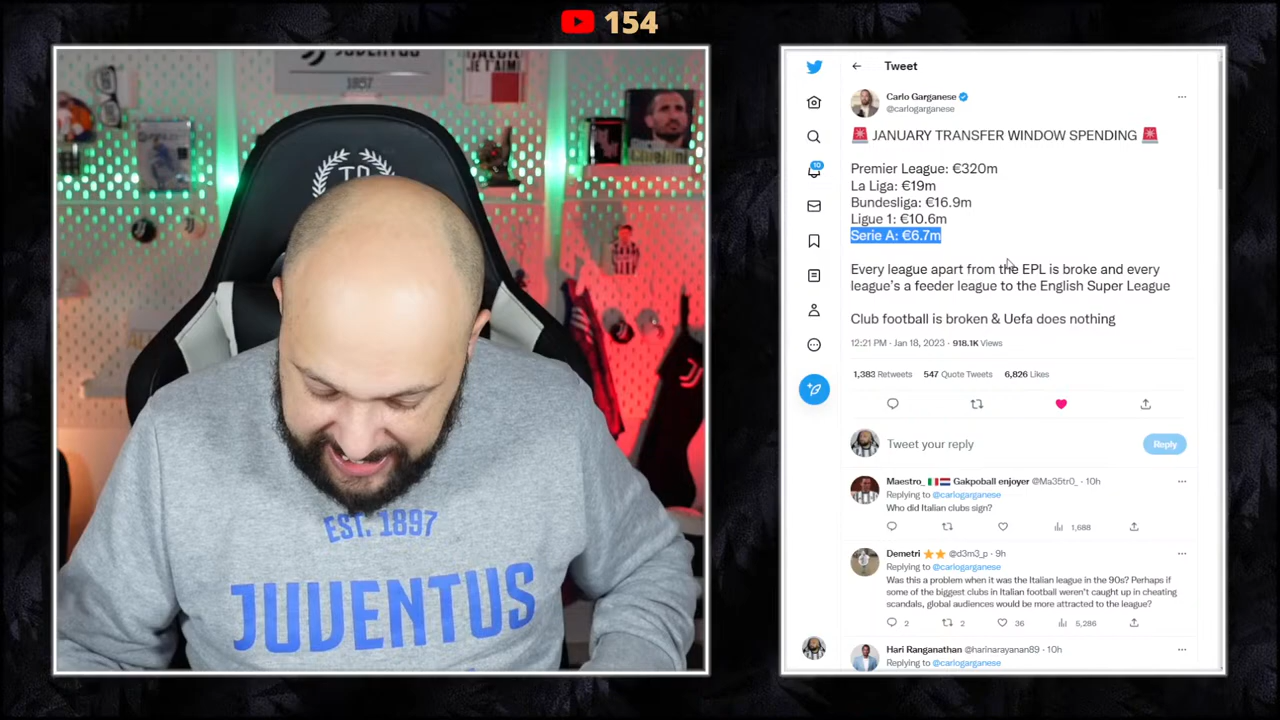 154
JUVENTUS
1897
JE T'AIME
EST. 1897
JUVENTUS
Tweet
Carlo Garganese
@carlogarganese
🚨 JANUARY TRANSFER WINDOW SPENDING 🚨
Premier League: €320m
La Liga: €19m
Bundesliga: €16.9m
Ligue 1: €10.6m
Serie A: €6.7m
Every league apart from the EPL is broke and every
league's a feeder league to the English Super League
Club football is broken & Uefa does nothing
12:21 PM · Jan 18, 2023 · 918.1K Views
1,383 Retweets 547 Quote Tweets 6,826 Likes
10
Tweet your reply
Reply
Maestro_ 🇮🇹🇳🇱 Gakpoball enjoyer @Ma35tr0_ · 10h
Replying to @carlogarganese
Who did Italian clubs sign?
1,688
Demetri ⭐⭐ @d3m3_p · 9h
Replying to @carlogarganese
Was this a problem when it was the Italian league in the 90s? Perhaps if
some of the biggest clubs in Italian football weren't caught up in cheating
scandals, global audiences would be more attracted to the league?
2 2 36 5,286
Hari Ranganathan @harinarayanan89 · 10h
Replying to @carlogarganese